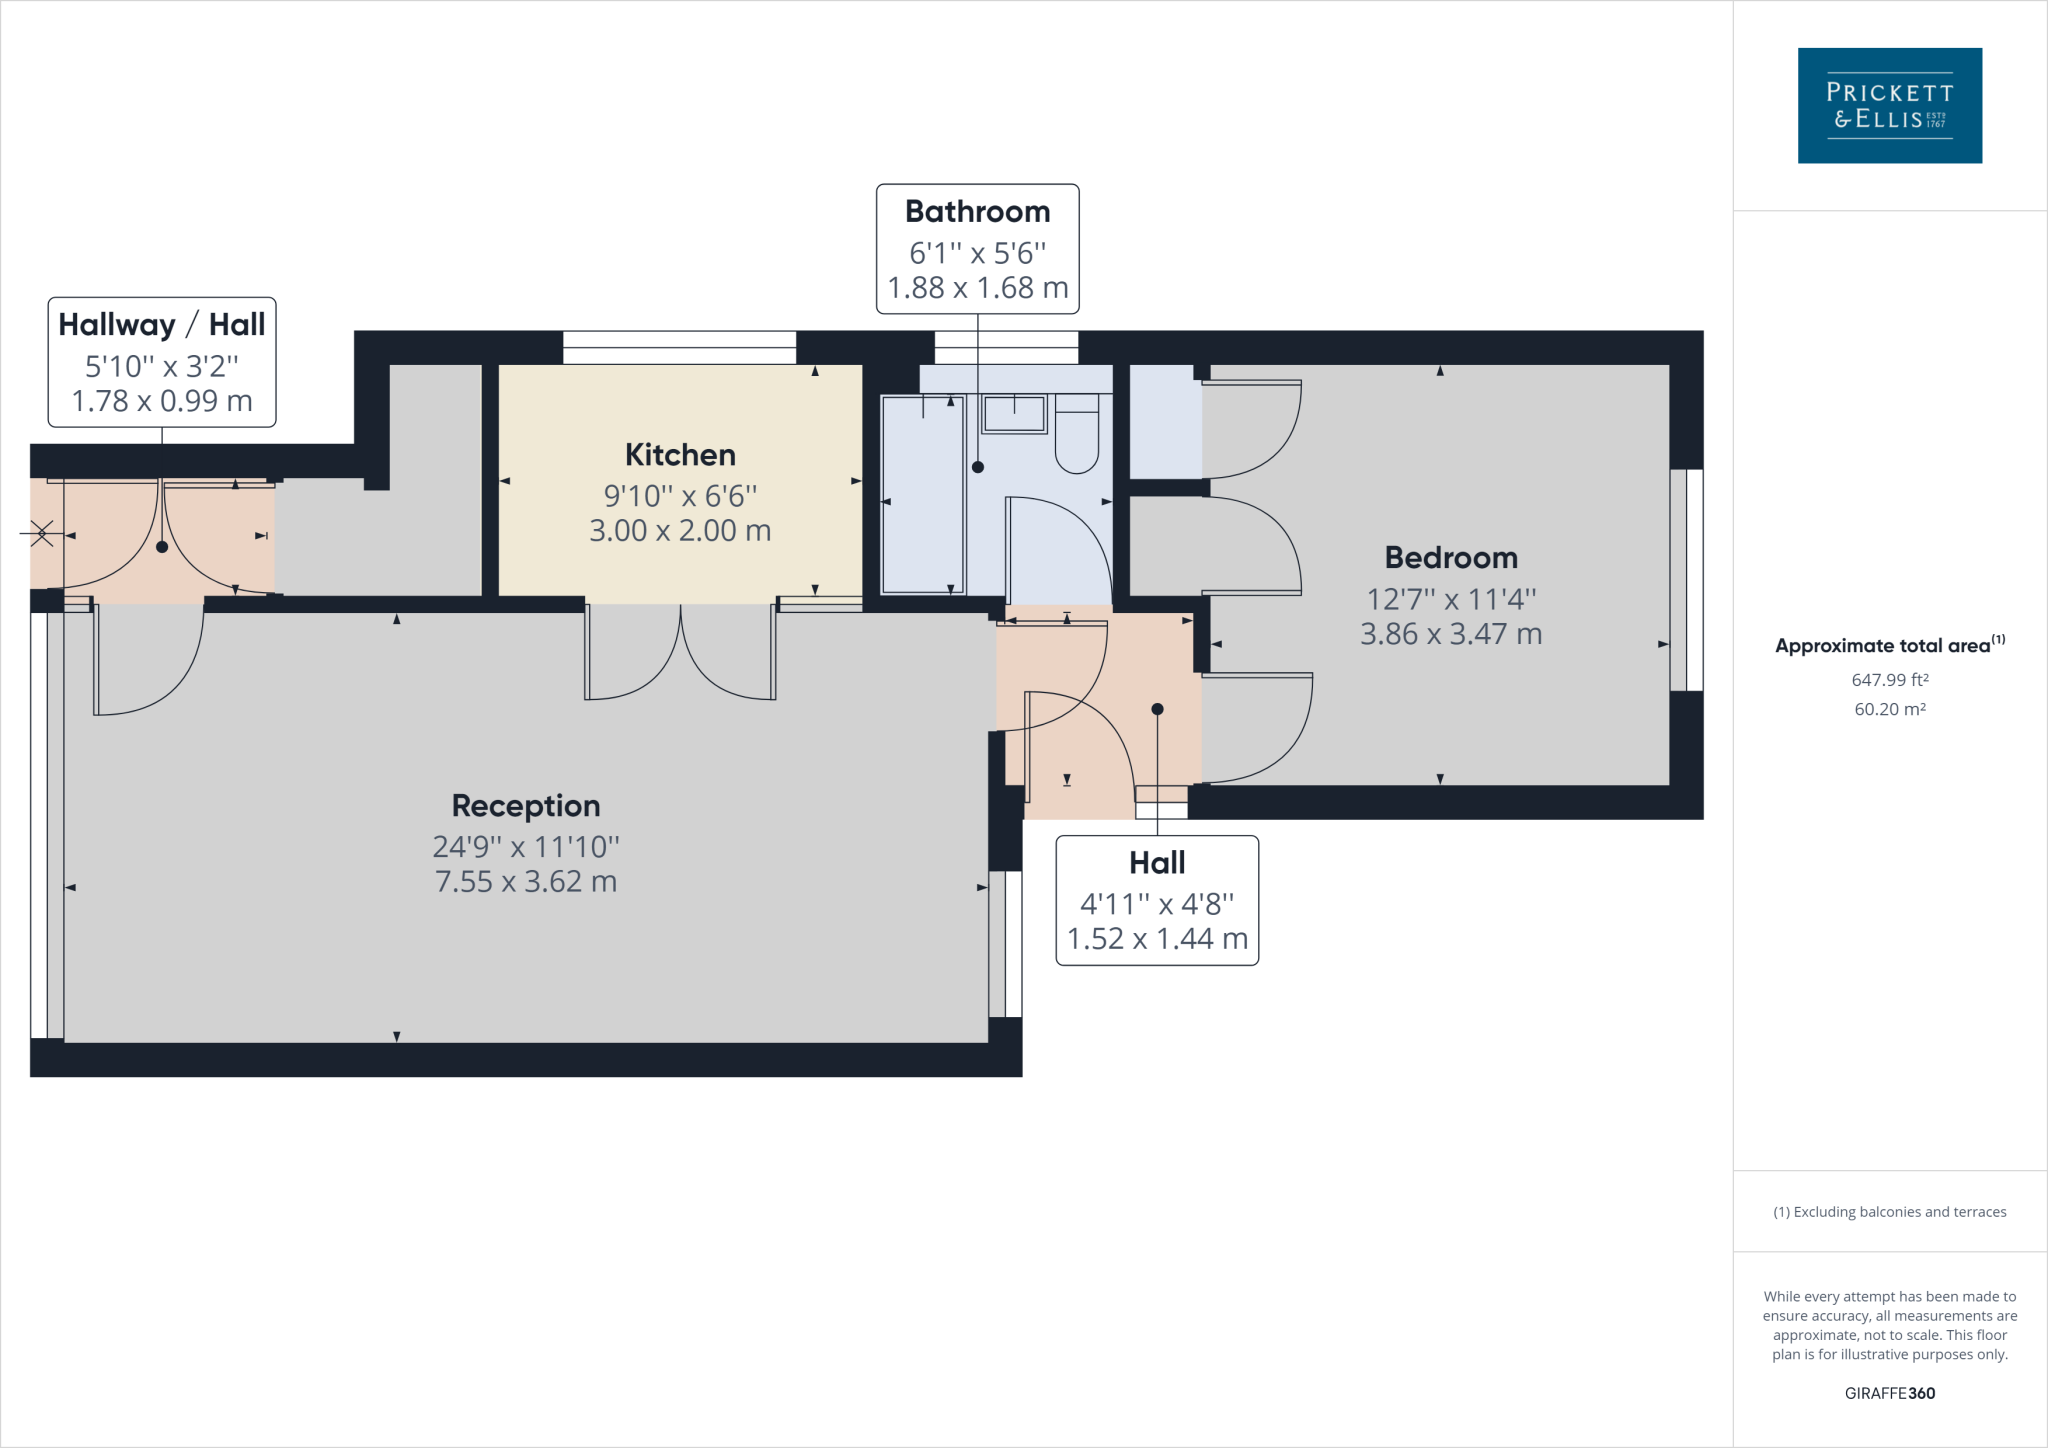 PRICKETT
& ELLIS ESTD 1767
Bathroom
6'1'' x 5'6''
1.88 x 1.68 m
Hallway / Hall
5'10'' x 3'2''
1.78 x 0.99 m
Kitchen
9'10'' x 6'6''
3.00 x 2.00 m
Bedroom
12'7'' x 11'4''
3.86 x 3.47 m
Reception
24'9'' x 11'10''
7.55 x 3.62 m
Hall
4'11'' x 4'8''
1.52 x 1.44 m
Approximate total area(1)
647.99 ft²
60.20 m²
(1) Excluding balconies and terraces
While every attempt has been made to
ensure accuracy, all measurements are
approximate, not to scale. This floor
plan is for illustrative purposes only.
GIRAFFE360